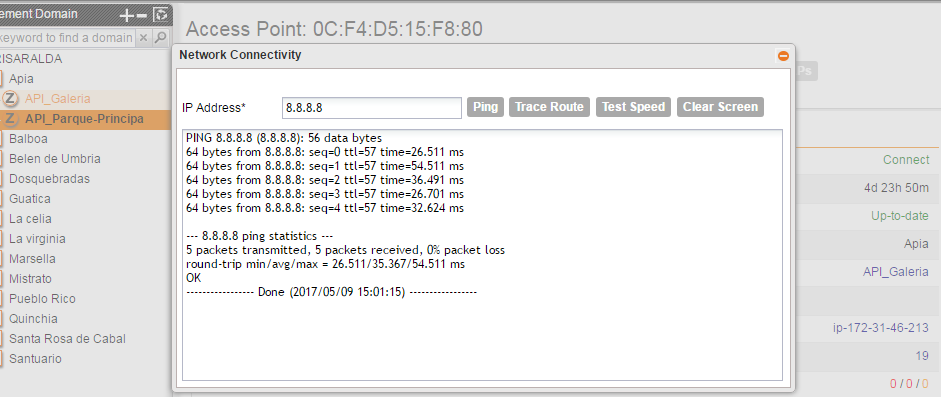 ement Domain
keyword to find a domain
RISARALDA
Apia
API_Galeria
API_Parque-Principa
Balboa
Belen de Umbria
Dosquebradas
Guatica
La celia
La virginia
Marsella
Mistrato
Pueblo Rico
Quinchia
Santa Rosa de Cabal
Santuario
Access Point: 0C:F4:D5:15:F8:80
Network Connectivity
IP Address* 8.8.8.8 Ping Trace Route Test Speed Clear Screen
PING 8.8.8.8 (8.8.8.8): 56 data bytes
64 bytes from 8.8.8.8: seq=0 ttl=57 time=26.511 ms
64 bytes from 8.8.8.8: seq=1 ttl=57 time=54.511 ms
64 bytes from 8.8.8.8: seq=2 ttl=57 time=36.491 ms
64 bytes from 8.8.8.8: seq=3 ttl=57 time=26.701 ms
64 bytes from 8.8.8.8: seq=4 ttl=57 time=32.624 ms
--- 8.8.8.8 ping statistics ---
5 packets transmitted, 5 packets received, 0% packet loss
round-trip min/avg/max = 26.511/35.367/54.511 ms
OK
----------------- Done (2017/05/09 15:01:15) -----------------
Ps
Connect
4d 23h 50m
Up-to-date
Apia
API_Galeria
ip-172-31-46-213
19
0 / 0 / 0